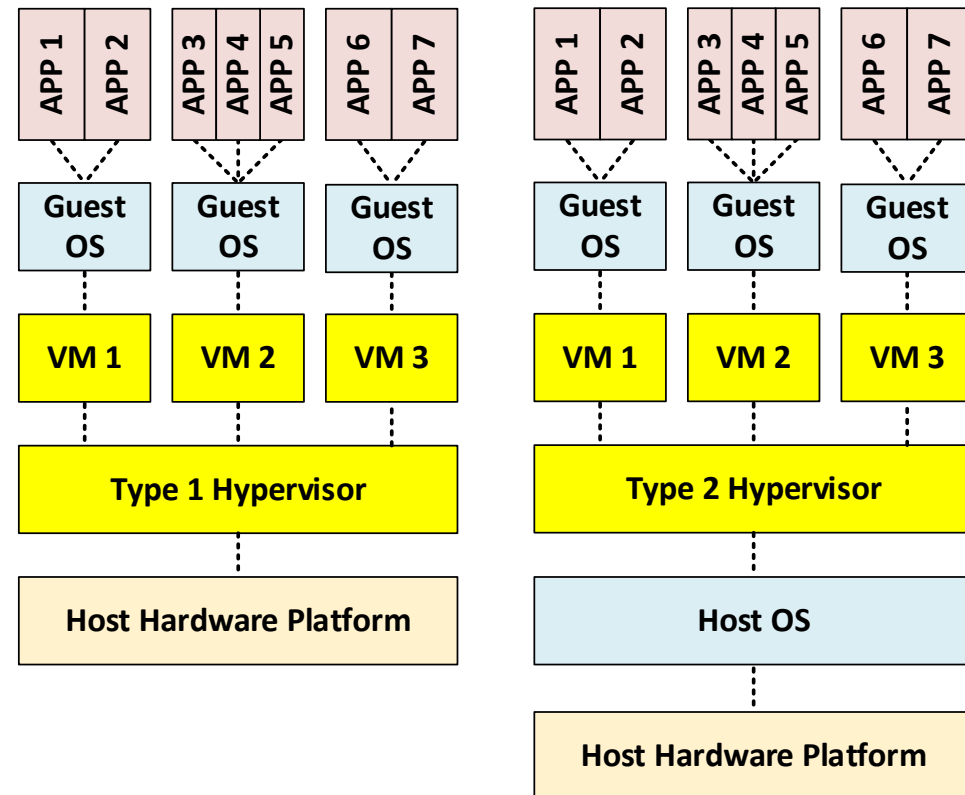 APP 1
APP 2
APP 3
APP 4
APP 5
APP 6
APP 7
Guest
OS
Guest
OS
Guest
OS
VM 1
VM 2
VM 3
Type 1 Hypervisor
Host Hardware Platform
APP 1
APP 2
APP 3
APP 4
APP 5
APP 6
APP 7
Guest
OS
Guest
OS
Guest
OS
VM 1
VM 2
VM 3
Type 2 Hypervisor
Host OS
Host Hardware Platform